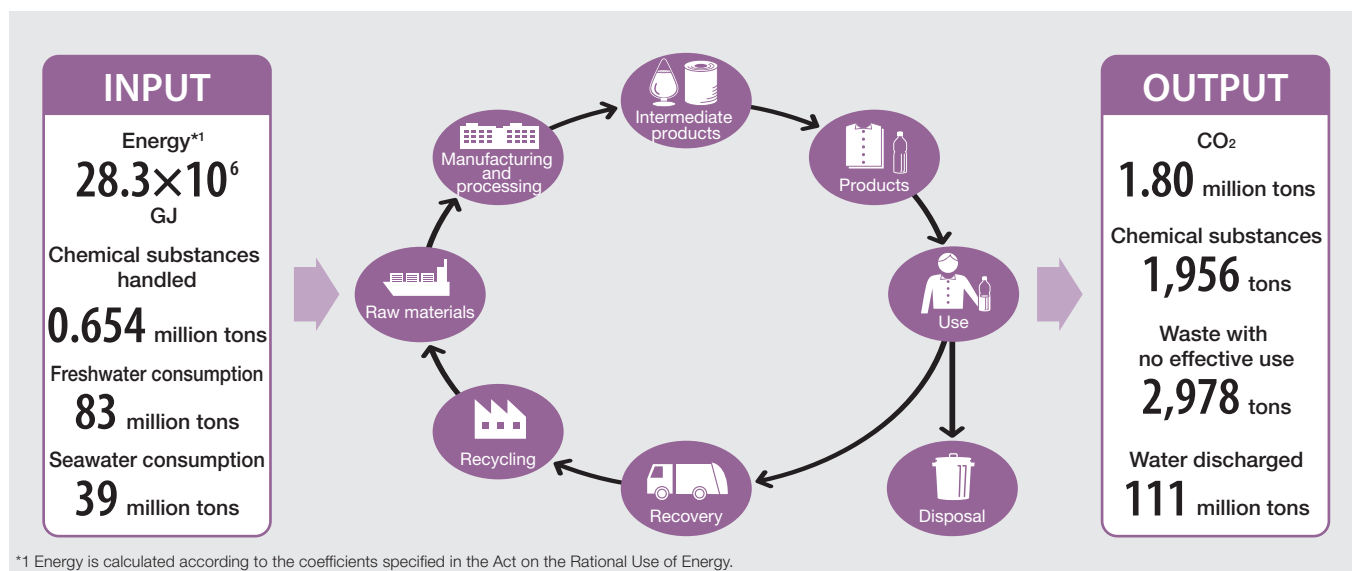 INPUT
Energy*1
28.3×10⁶
GJ
Chemical substances
handled
0.654 million tons
Freshwater consumption
83 million tons
Seawater consumption
39 million tons
Intermediate
products
Manufacturing
and
processing
Products
Raw materials
Use
Recycling
Recovery
Disposal
OUTPUT
CO₂
1.80 million tons
Chemical substances
1,956 tons
Waste with
no effective use
2,978 tons
Water discharged
111 million tons
*1 Energy is calculated according to the coefficients specified in the Act on the Rational Use of Energy.